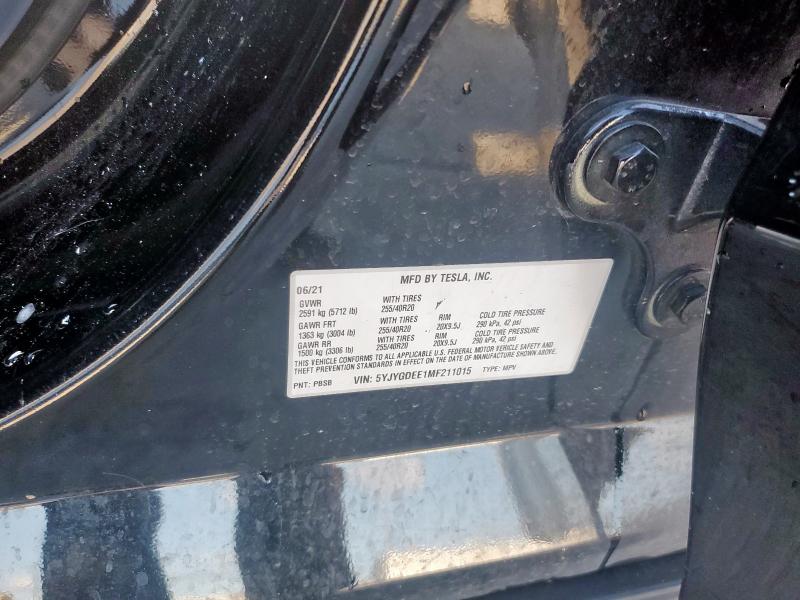 MFD BY TESLA, INC.
06/21
GVWR WITH TIRES
2591 kg (5712 lb) 255/40R20
GAWR FRT WITH TIRES RIM COLD TIRE PRESSURE
1363 kg (3004 lb) 255/40R20 20X9.5J 290 kPa, 42 psi
GAWR RR WITH TIRES RIM COLD TIRE PRESSURE
1500 kg (3306 lb) 255/40R20 20X9.5J 290 kPa, 42 psi
THIS VEHICLE CONFORMS TO ALL APPLICABLE U.S. FEDERAL MOTOR VEHICLE SAFETY AND
THEFT PREVENTION STANDARDS IN EFFECT ON THE DATE OF MANUFACTURE SHOWN ABOVE.
PNT: PBSB VIN: 5YJYGDEE1MF211015 TYPE: MPV